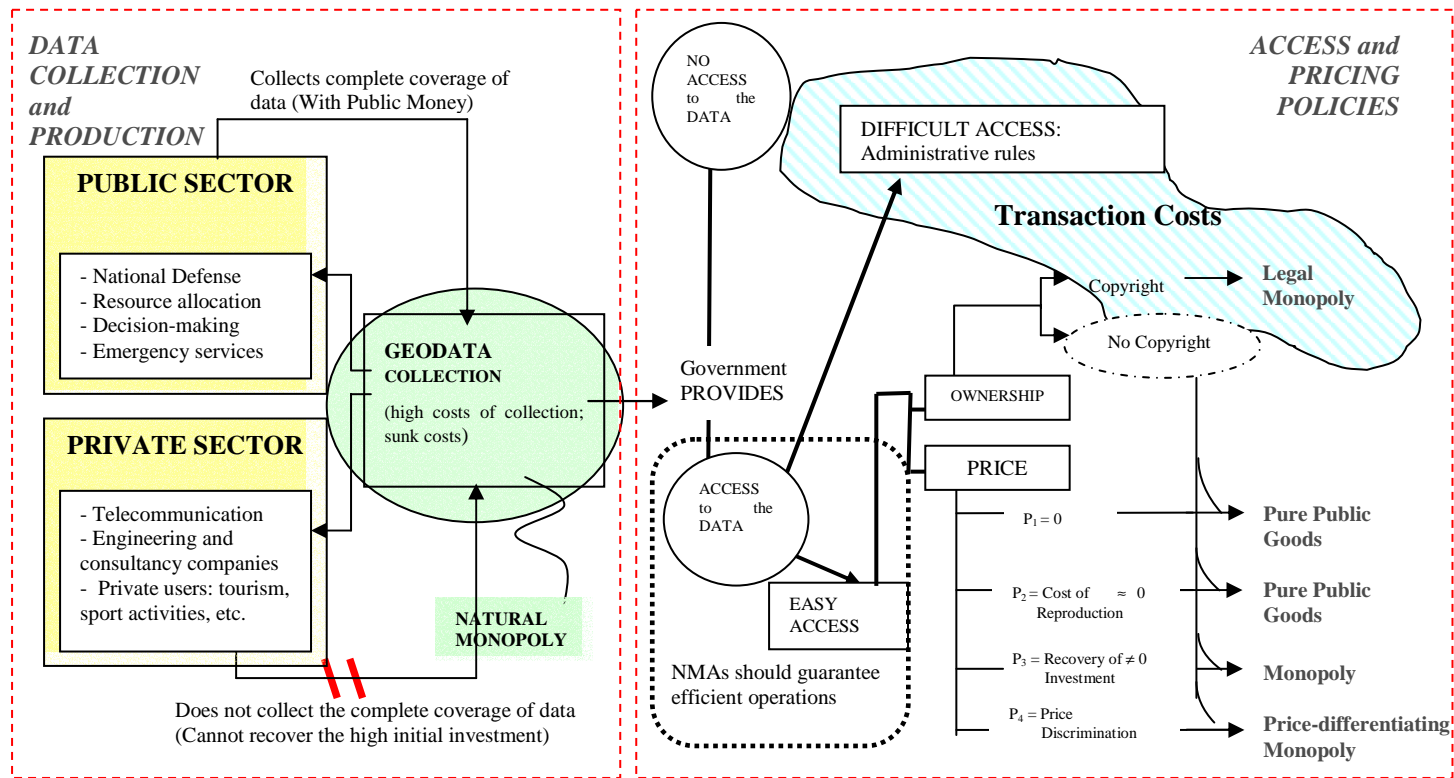 DATA
COLLECTION
and
PRODUCTION
Collects complete coverage of
data (With Public Money)
PUBLIC SECTOR
- National Defense
- Resource allocation
- Decision-making
- Emergency services
GEODATA
COLLECTION
(high costs of collection;
sunk costs)
PRIVATE SECTOR
- Telecommunication
- Engineering and
consultancy companies
- Private users: tourism,
sport activities, etc.
NATURAL
MONOPOLY
Does not collect the complete coverage of data
(Cannot recover the high initial investment)
ACCESS and
PRICING
POLICIES
NO
ACCESS
to the
DATA
DIFFICULT ACCESS:
Administrative rules
Transaction Costs
Copyright
Legal
Monopoly
No Copyright
Government
PROVIDES
OWNERSHIP
PRICE
ACCESS
to the
DATA
EASY
ACCESS
NMAs should guarantee
efficient operations
P₁ = 0
Pure Public
Goods
P₂ = Cost of ≈ 0
Reproduction
Pure Public
Goods
P₃ = Recovery of ≠ 0
Investment
Monopoly
P₄ = Price
Discrimination
Price-differentiating
Monopoly